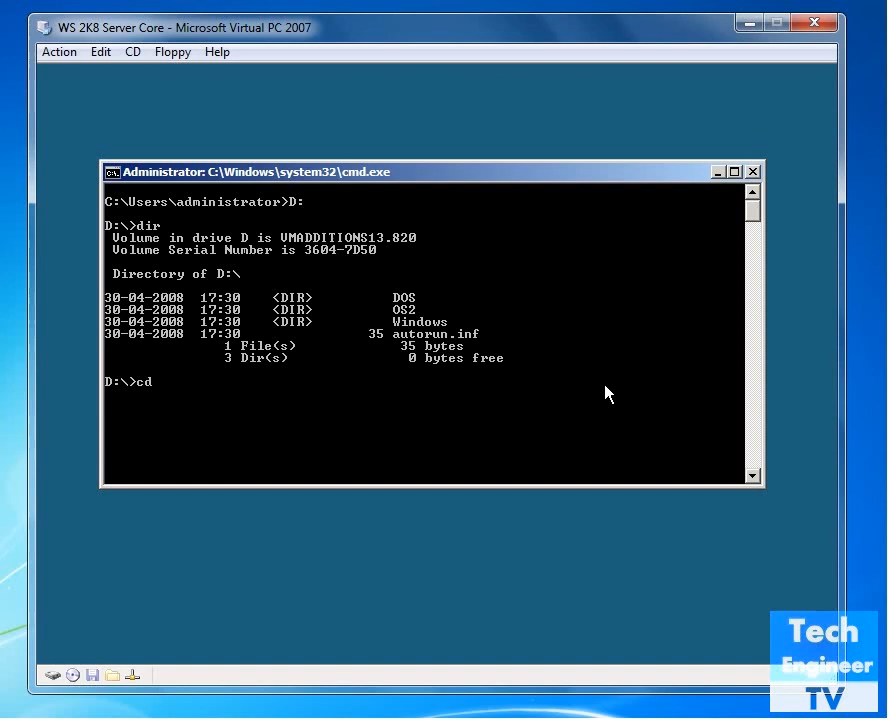 WS 2K8 Server Core - Microsoft Virtual PC 2007
Action Edit CD Floppy Help
Administrator: C:\Windows\system32\cmd.exe
C:\Users\administrator>D:
D:\>dir
Volume in drive D is VMADDITIONS13.820
Volume Serial Number is 3604-7D50
Directory of D:\
30-04-2008 17:30 <DIR> DOS
30-04-2008 17:30 <DIR> OS2
30-04-2008 17:30 <DIR> Windows
30-04-2008 17:30 35 autorun.inf
1 File(s) 35 bytes
3 Dir(s) 0 bytes free
D:\>cd
Tech
Engineer
TV